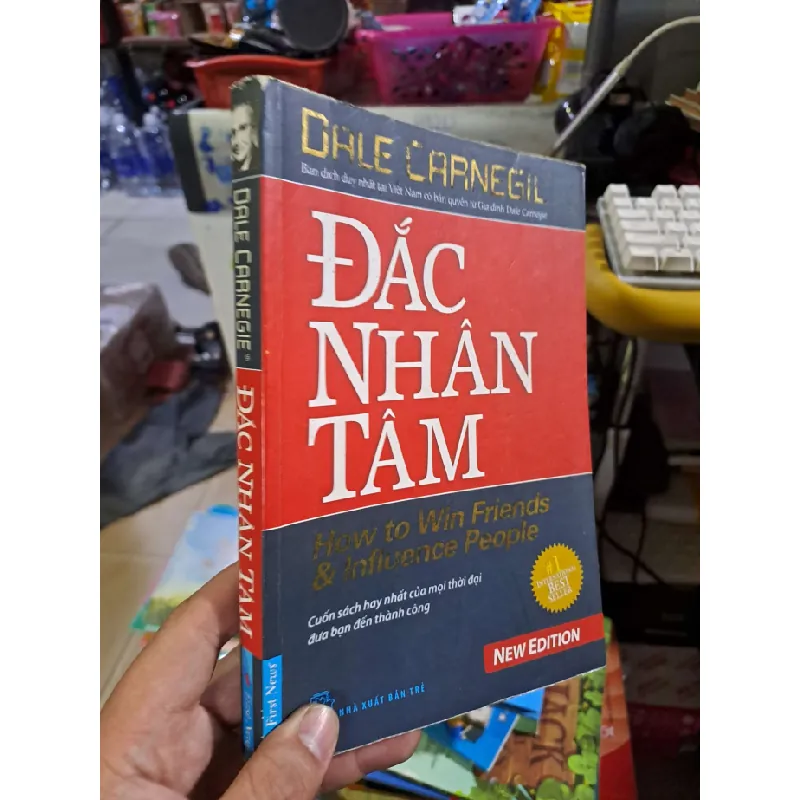 DALE CARNEGIE
Bản dịch duy nhất tại Việt Nam có bản quyền từ Gia đình Dale Carnegie
ĐẮC
NHÂN
TÂM
How to Win Friends
& Influence People
Cuốn sách hay nhất của mọi thời đại
đưa bạn đến thành công
#1
INTERNATIONAL
BEST
SELLER
NEW EDITION
NHÀ XUẤT BẢN TRẺ
DALE CARNEGIE
ĐẮC NHÂN TÂM
First News
JACK